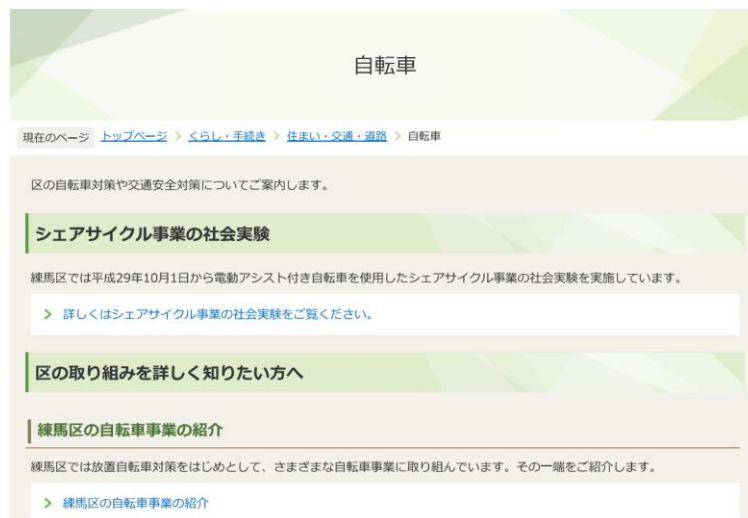 自転車
現在のページ トップページ > くらし・手続き > 住まい・交通・道路 > 自転車
区の自転車対策や交通安全対策についてご案内します。
シェアサイクル事業の社会実験
練馬区では平成29年10月1日から電動アシスト付き自転車を使用したシェアサイクル事業の社会実験を実施しています。
> 詳しくはシェアサイクル事業の社会実験をご覧ください。
区の取り組みを詳しく知りたい方へ
練馬区の自転車事業の紹介
練馬区では放置自転車対策をはじめとして、さまざまな自転車事業に取り組んでいます。その一端をご紹介します。
> 練馬区の自転車事業の紹介